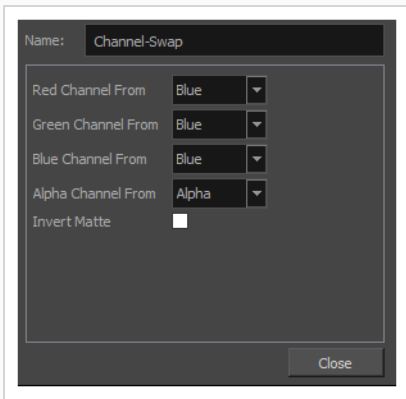 Name: Channel-Swap
Red Channel From Blue
Green Channel From Blue
Blue Channel From Blue
Alpha Channel From Alpha
Invert Matte
Close